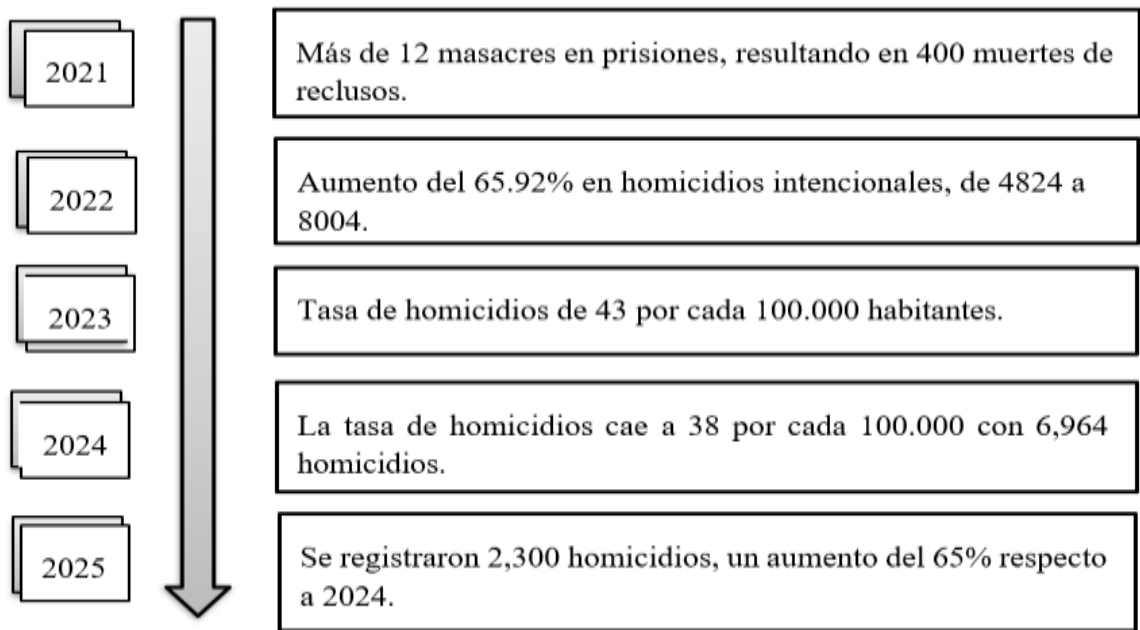 2021
Más de 12 masacres en prisiones, resultando en 400 muertes de
reclusos.
2022
Aumento del 65.92% en homicidios intencionales, de 4824 a
8004.
2023
Tasa de homicidios de 43 por cada 100.000 habitantes.
2024
La tasa de homicidios cae a 38 por cada 100.000 con 6,964
homicidios.
2025
Se registraron 2,300 homicidios, un aumento del 65% respecto
a 2024.